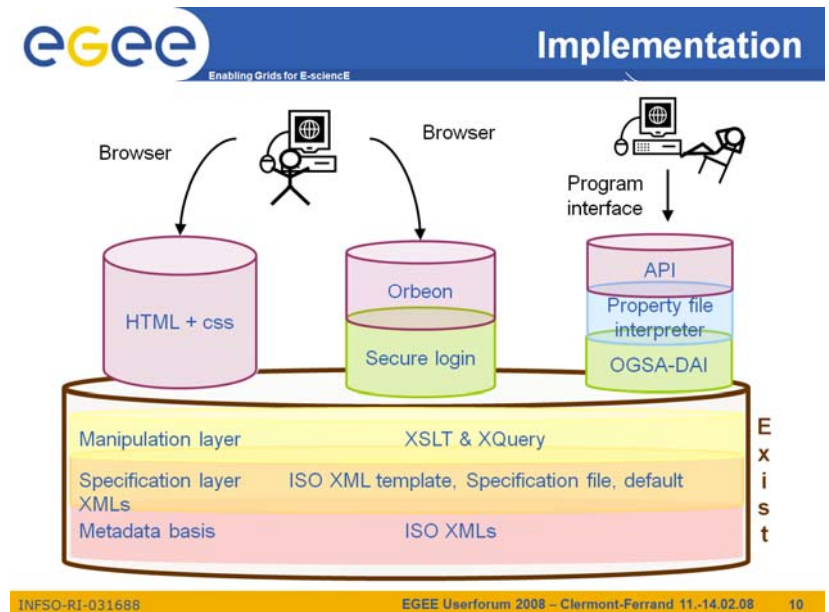 egee
Implementation
Enabling Grids for E-sciencE
Browser
Browser
Program
interface
HTML + css
Orbeon
Secure login
API
Property file
interpreter
OGSA-DAI
Manipulation layer XSLT & XQuery
Specification layer ISO XML template, Specification file, default
XMLs
Metadata basis ISO XMLs
Exist
INFSO-RI-031688 EGEE Userforum 2008 – Clermont-Ferrand 11.-14.02.08 10